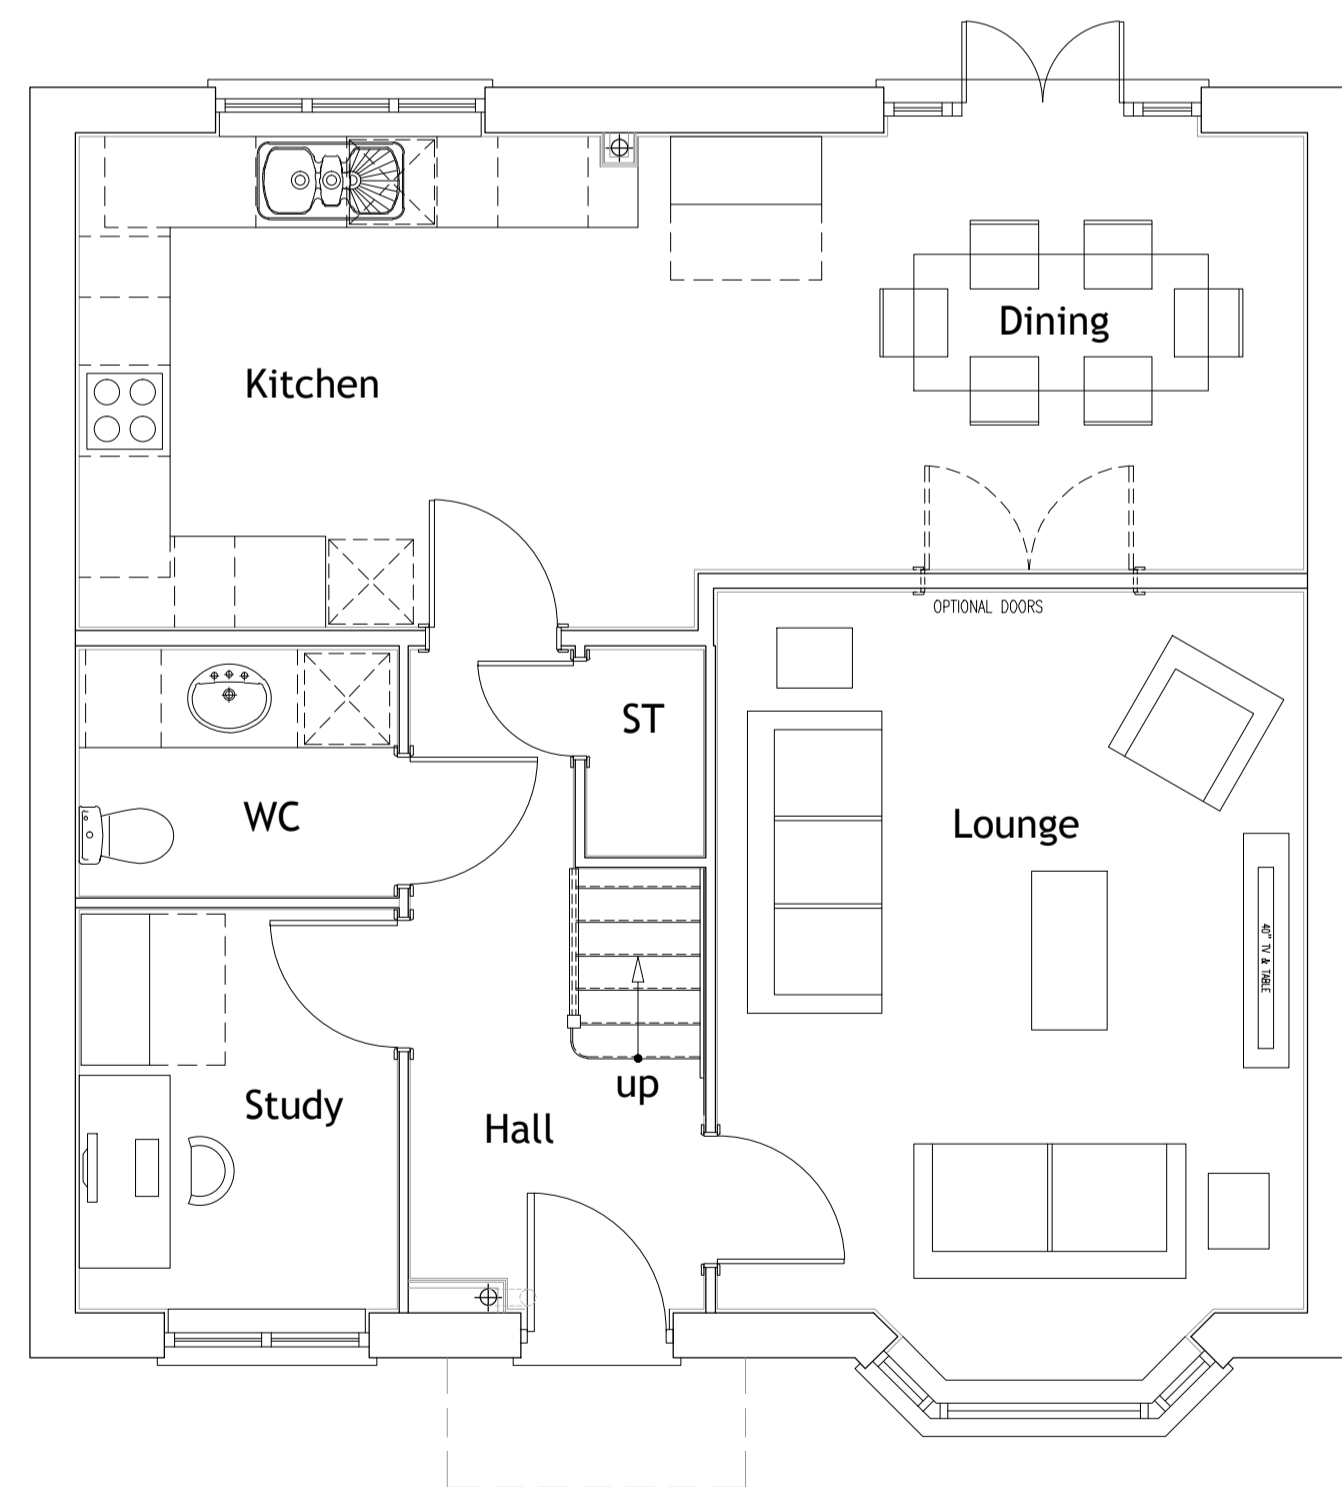 Dining
Kitchen
OPTIONAL DOORS
ST
WC
Lounge
40" TV & TABLE
up
Study
Hall